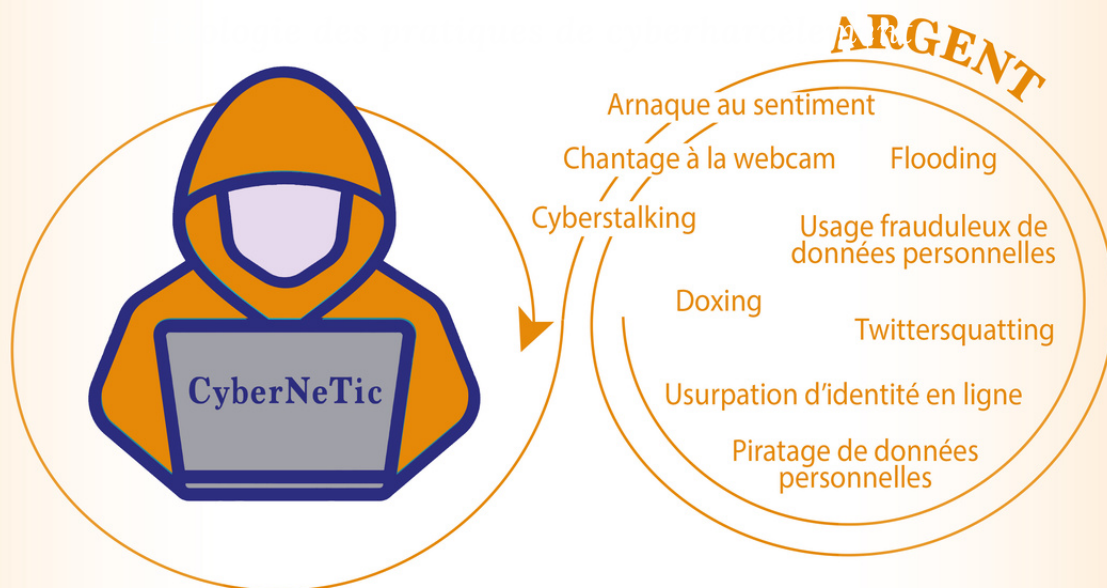 ARGENT
Arnaque au sentiment
Chantage à la webcam
Flooding
Cyberstalking
Usage frauduleux de
données personnelles
Doxing
Twittersquatting
CyberNeTic
Usurpation d'identité en ligne
Piratage de données
personnelles